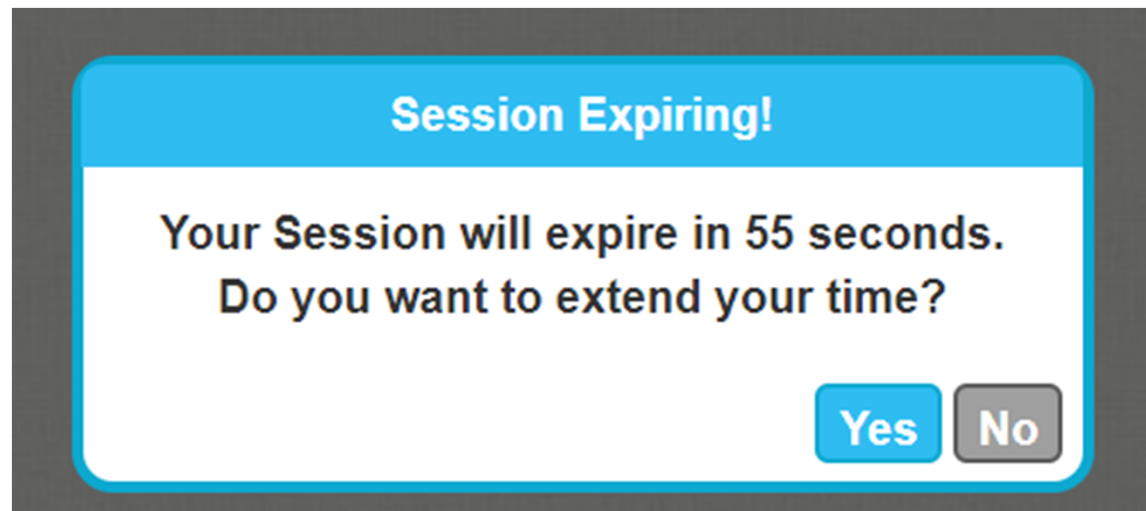 Session Expiring!
Your Session will expire in 55 seconds.
Do you want to extend your time?
Yes No